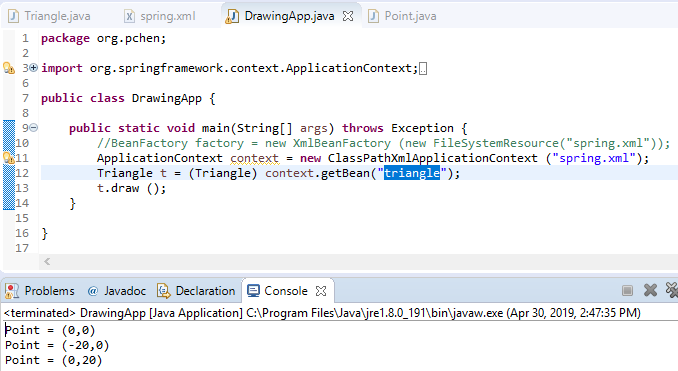 Triangle.java spring.xml DrawingApp.java Point.java
1 package org.pchen;
2
3 import org.springframework.context.ApplicationContext;
6
7 public class DrawingApp {
8
9 public static void main(String[] args) throws Exception {
10 //BeanFactory factory = new XmlBeanFactory (new FileSystemResource("spring.xml"));
11 ApplicationContext context = new ClassPathXmlApplicationContext ("spring.xml");
12 Triangle t = (Triangle) context.getBean("triangle");
13 t.draw ();
14 }
15
16 }
17
Problems @ Javadoc Declaration Console
<terminated> DrawingApp [Java Application] C:\Program Files\Java\jre1.8.0_191\bin\javaw.exe (Apr 30, 2019, 2:47:35 PM)
Point = (0,0)
Point = (-20,0)
Point = (0,20)